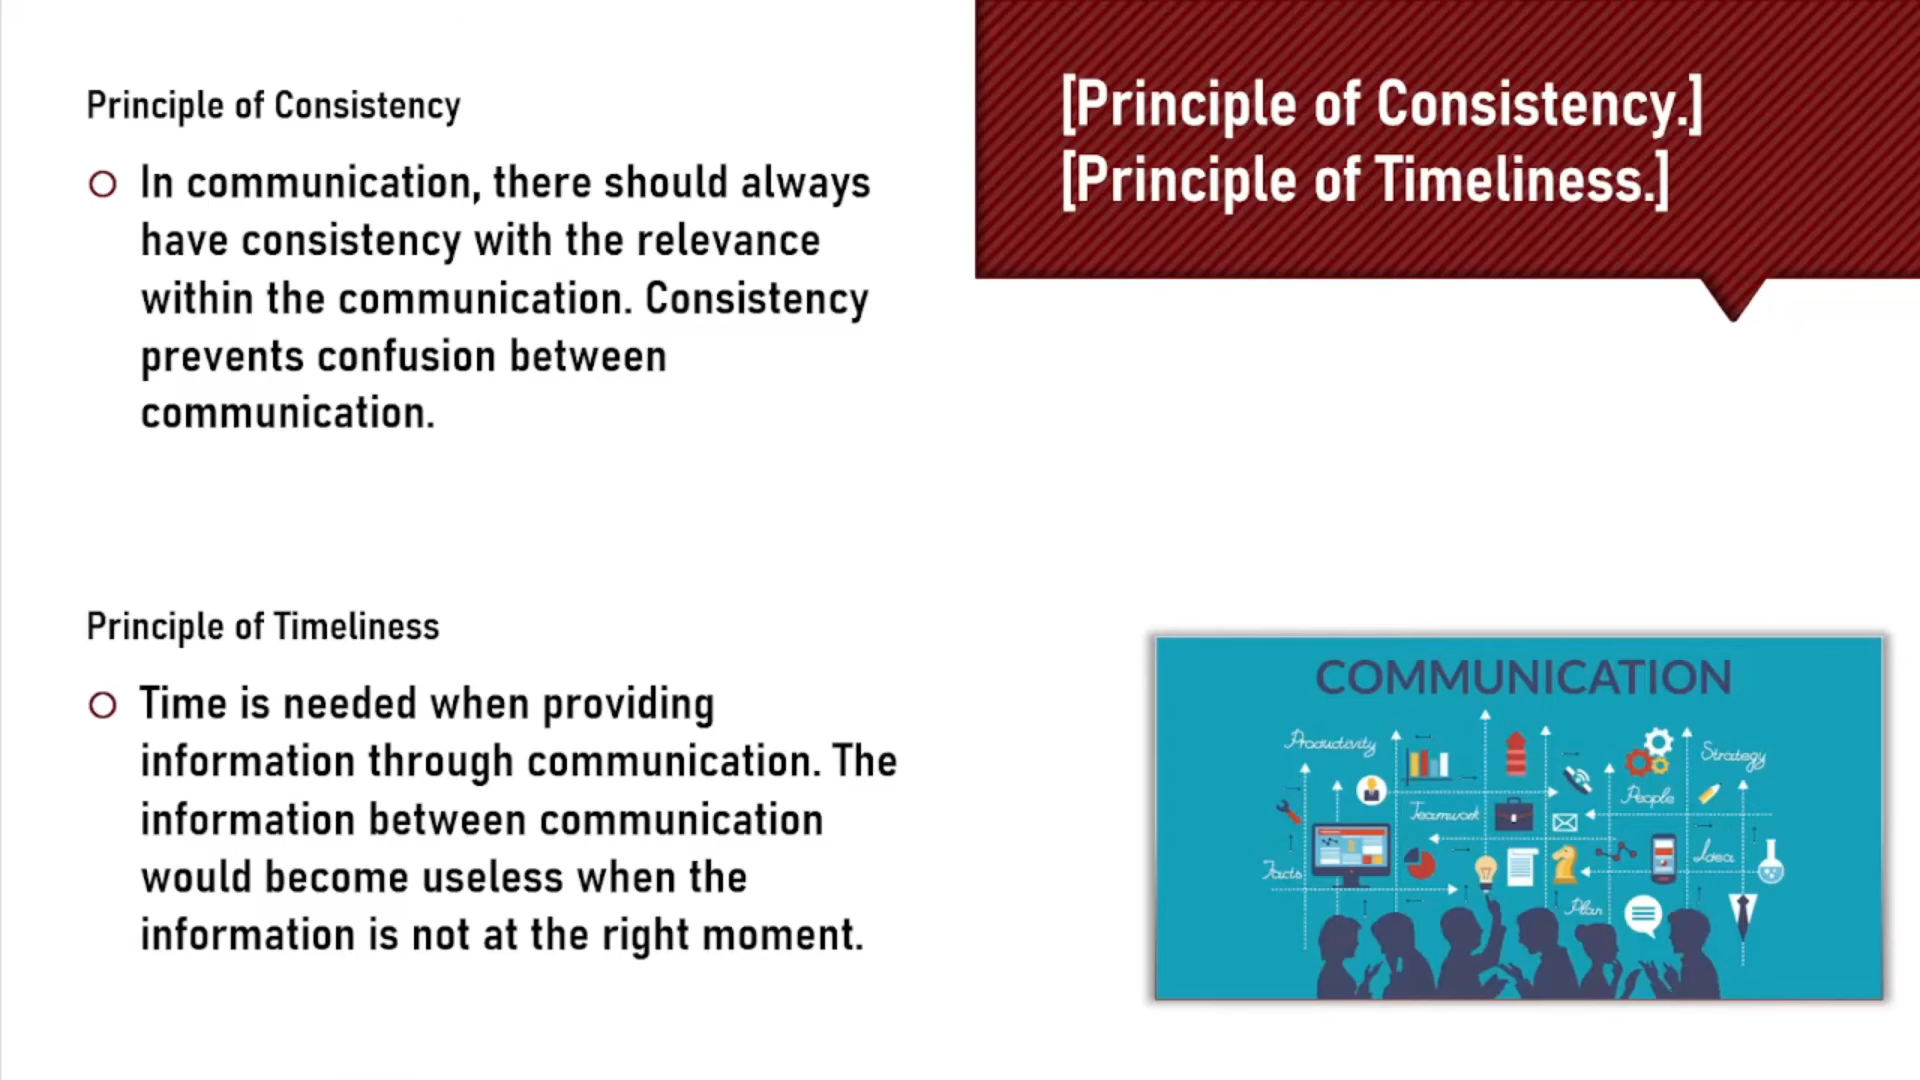 Principle of Consistency
In communication, there should always
have consistency with the relevance
within the communication. Consistency
prevents confusion between
communication.
Principle of Timeliness
Time is needed when providing
information through communication. The
information between communication
would become useless when the
information is not at the right moment.
[Principle of Consistency.]
[Principle of Timeliness.]
COMMUNICATION
Productivity
Strategy
People
Teamwork
Idea
Facts
Plan